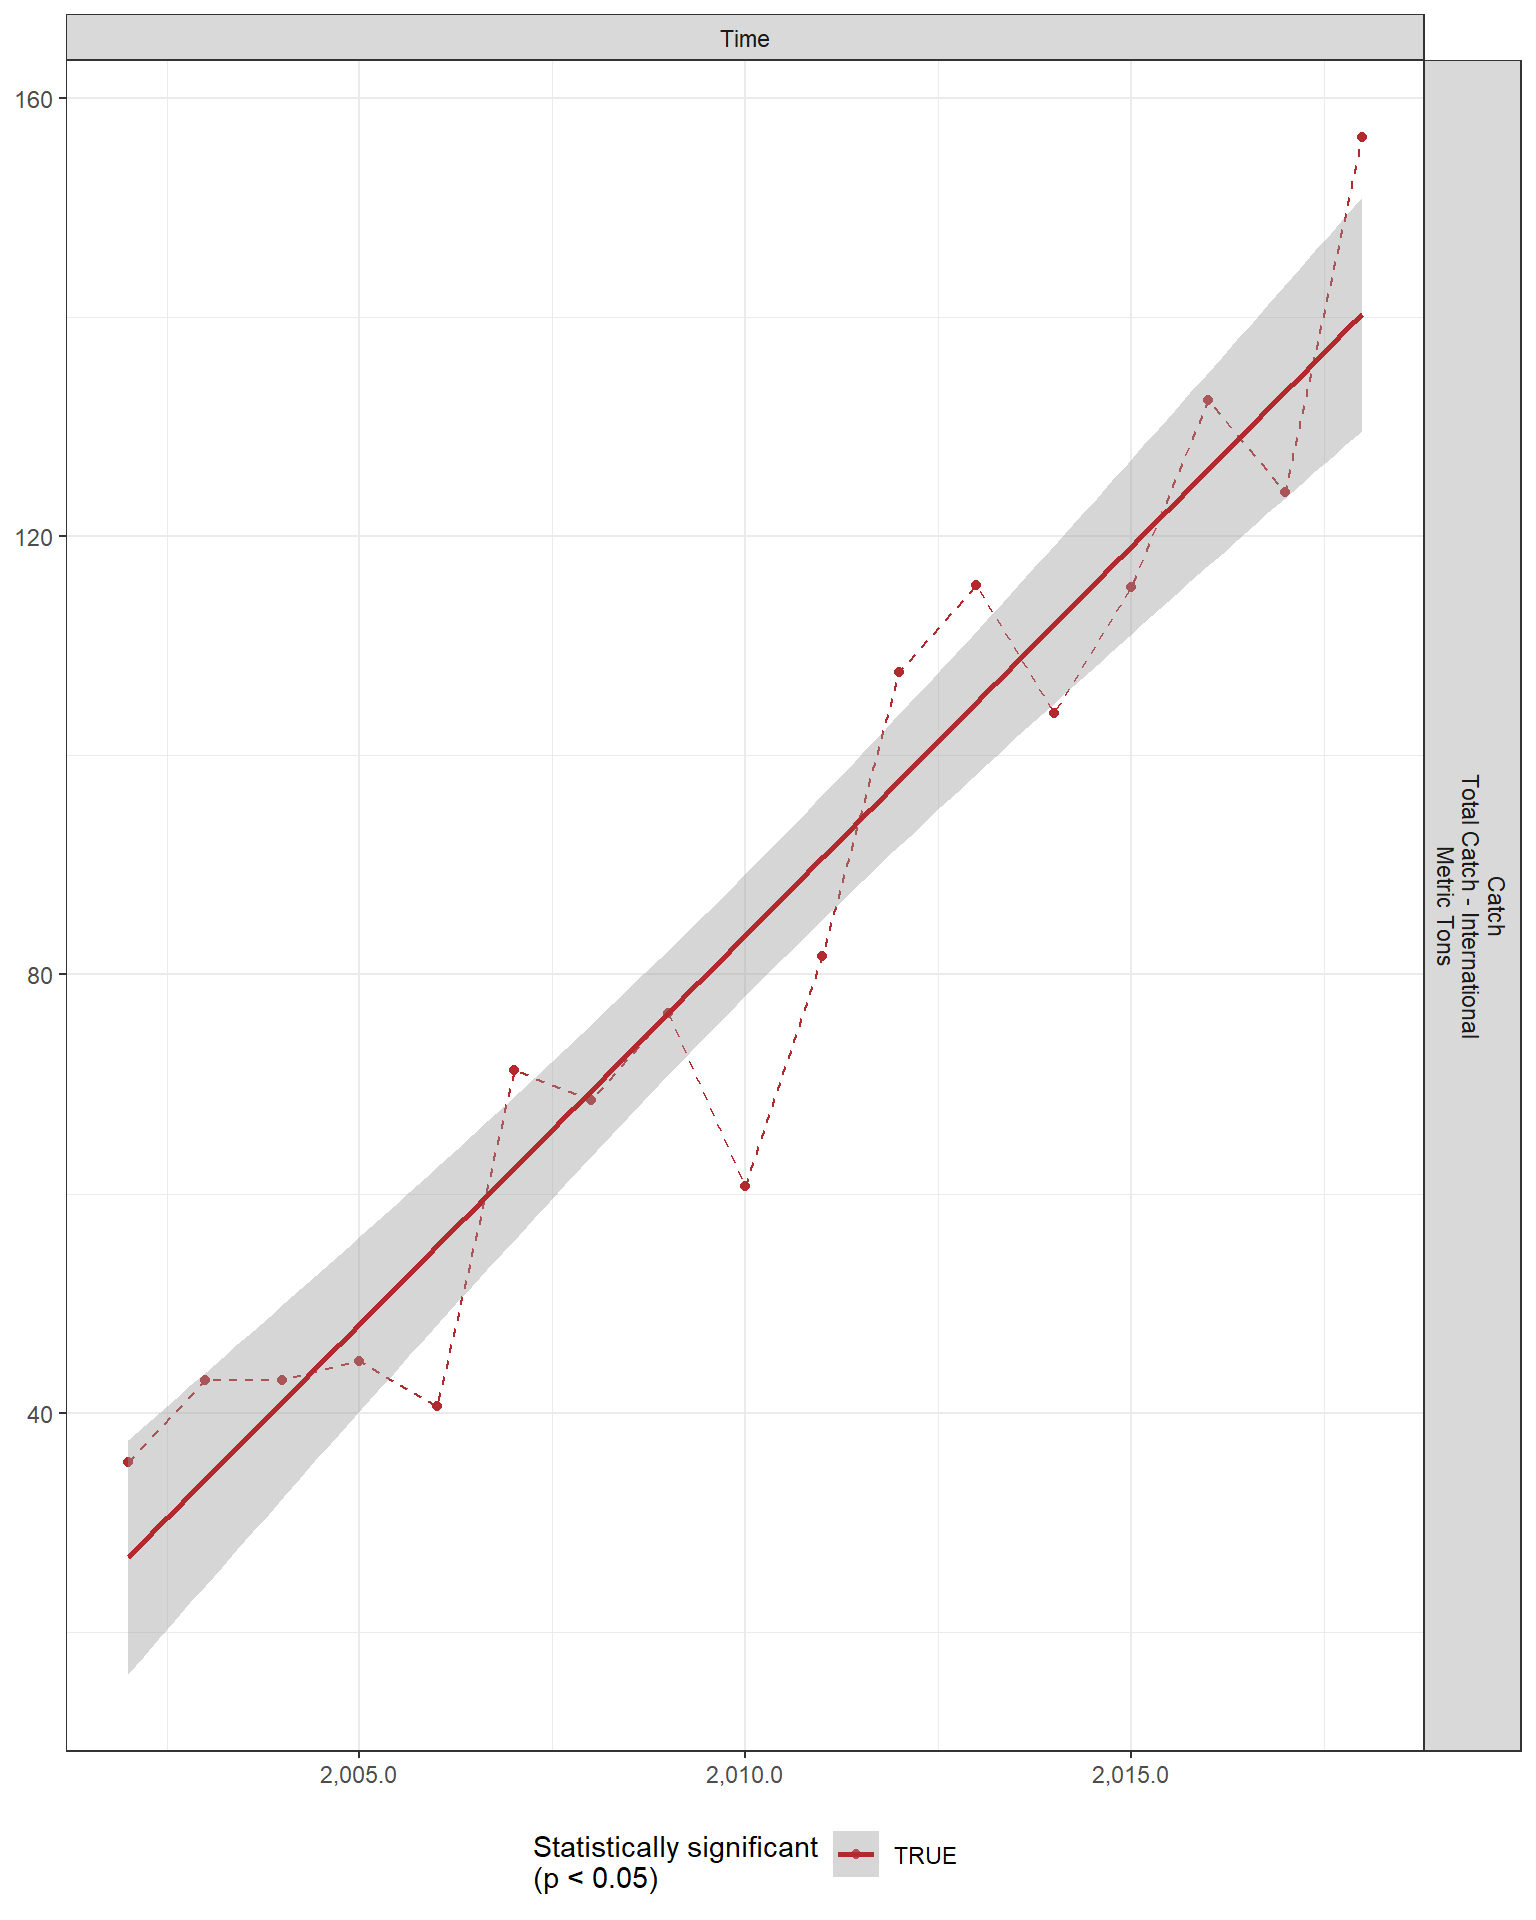 Time
160
120
80
40
Catch
Total Catch - International
Metric Tons
2,005.0
2,010.0
2,015.0
Statistically significant
(p < 0.05)
TRUE